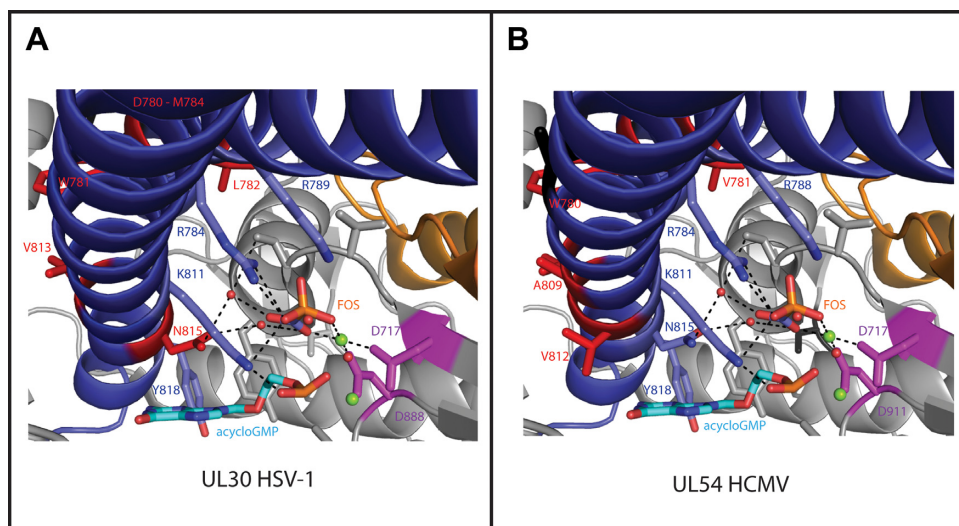 A
D780 - M784
W781
L782
R789
R784
V813
K811
FOS
N815
D717
Y818
D888
acycloGMP
UL30 HSV-1
B
V781
R788
W780
R784
A809
K811
FOS
N815
D717
V812
Y818
D911
acycloGMP
UL54 HCMV